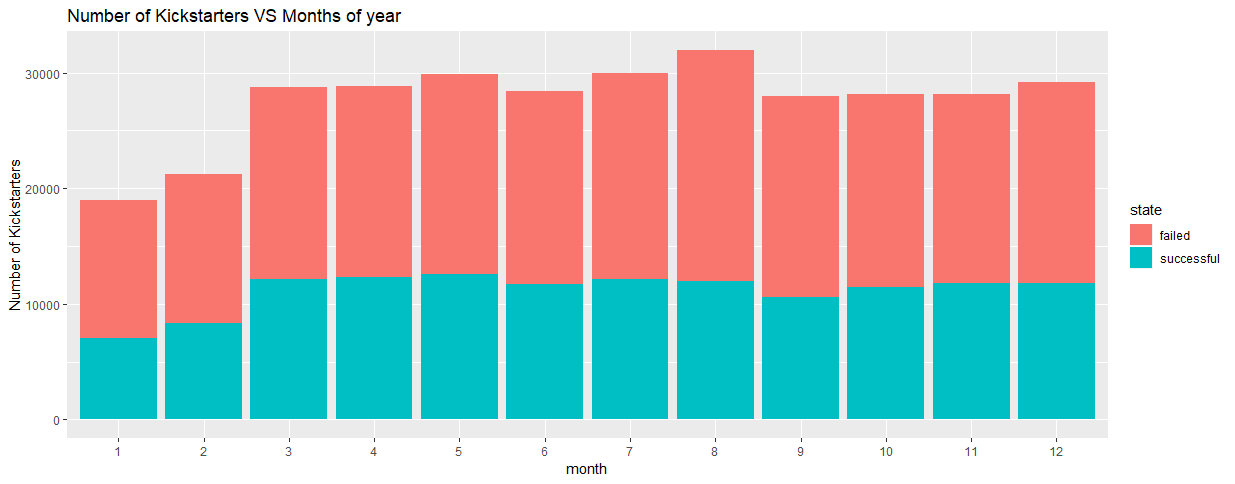 Number of Kickstarters VS Months of year
Number of Kickstarters
30000
20000
10000
0
1 2 3 4 5 6 7 8 9 10 11 12
month
state
failed
successful